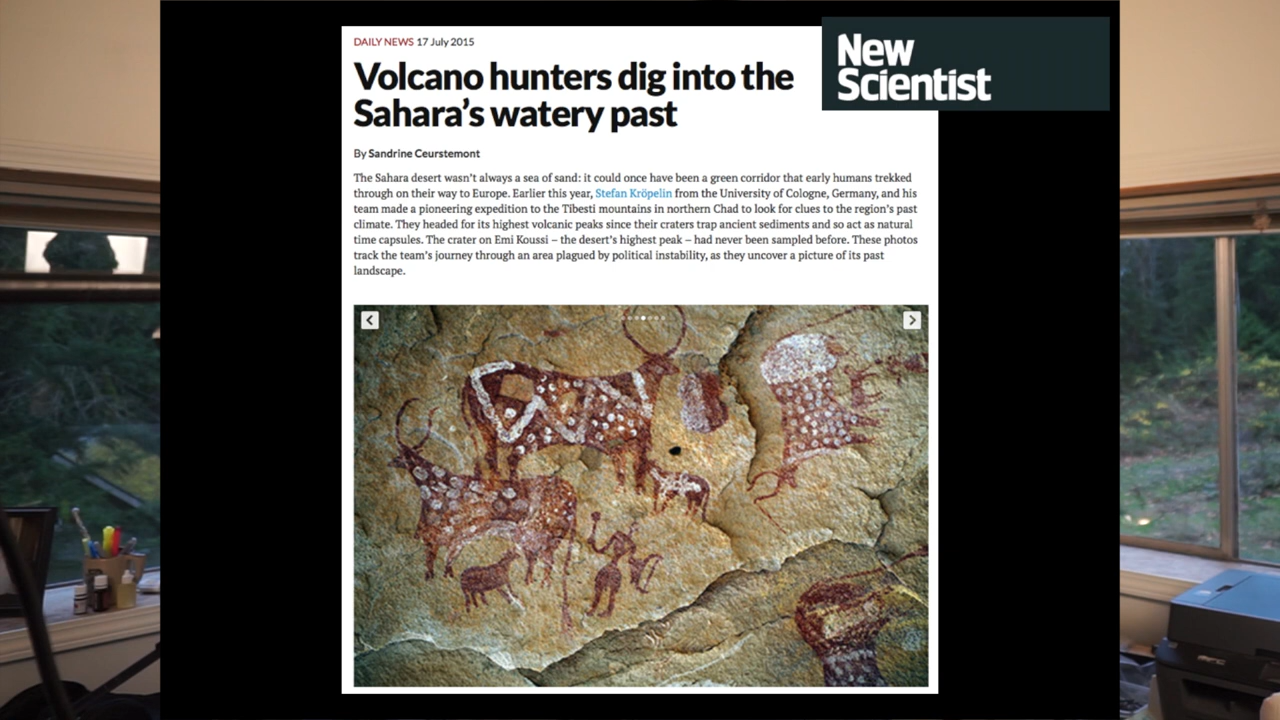 DAILY NEWS 17 July 2015
New
Scientist
Volcano hunters dig into the
Sahara's watery past
By Sandrine Ceurstemont
The Sahara desert wasn't always a sea of sand: it could once have been a green corridor that early humans trekked
through on their way to Europe. Earlier this year, Stefan Kröpelin from the University of Cologne, Germany, and his
team made a pioneering expedition to the Tibesti mountains in northern Chad to look for clues to the region's past
climate. They headed for its highest volcanic peaks since their craters trap ancient sediments and so act as natural
time capsules. The crater on Emi Koussi – the desert's highest peak – had never been sampled before. These photos
track the team's journey through an area plagued by political instability, as they uncover a picture of its past
landscape.